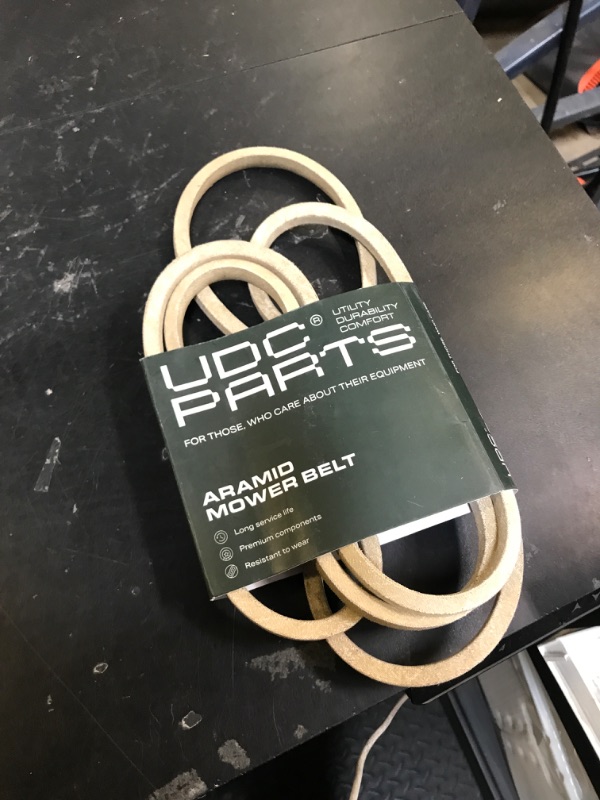 UDC®
UTILITY
DURABILITY
COMFORT
PARTS
FOR THOSE, WHO CARE ABOUT THEIR EQUIPMENT
ARAMID
MOWER BELT
Long service life
Premium components
Resistant to wear